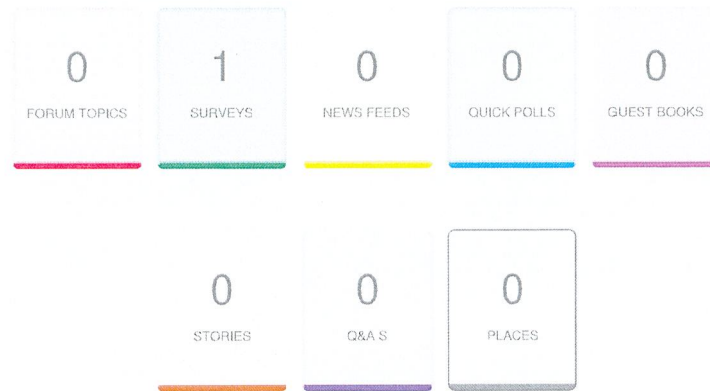 0 1 0 0 0
FORUM TOPICS SURVEYS NEWS FEEDS QUICK POLLS GUEST BOOKS
0 0 0
STORIES Q&A S PLACES